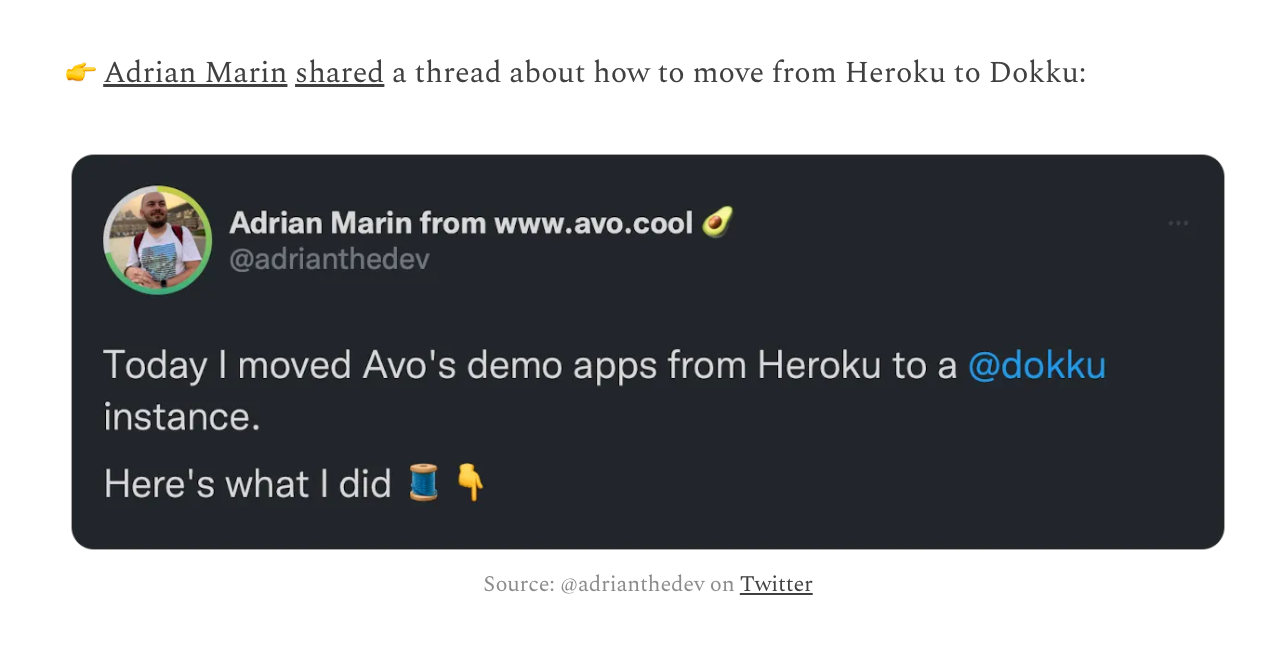 👉 Adrian Marin shared a thread about how to move from Heroku to Dokku:
Adrian Marin from www.avo.cool 🥑
@adrianthedev
Today I moved Avo's demo apps from Heroku to a @dokku
instance.
Here's what I did 🧵 👇
Source: @adrianthedev on Twitter